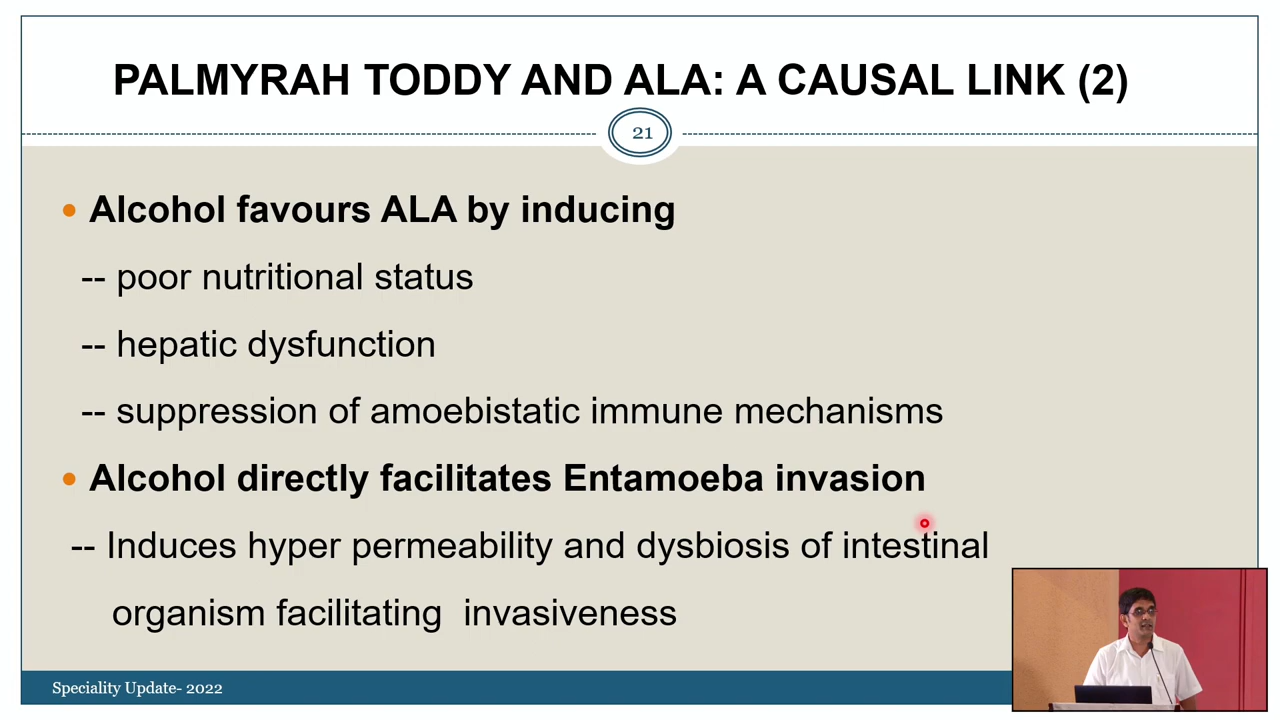 PALMYRAH TODDY AND ALA: A CAUSAL LINK (2)
21
• Alcohol favours ALA by inducing
-- poor nutritional status
-- hepatic dysfunction
-- suppression of amoebistatic immune mechanisms
• Alcohol directly facilitates Entamoeba invasion
-- Induces hyper permeability and dysbiosis of intestinal
organism facilitating invasiveness
Speciality Update- 2022